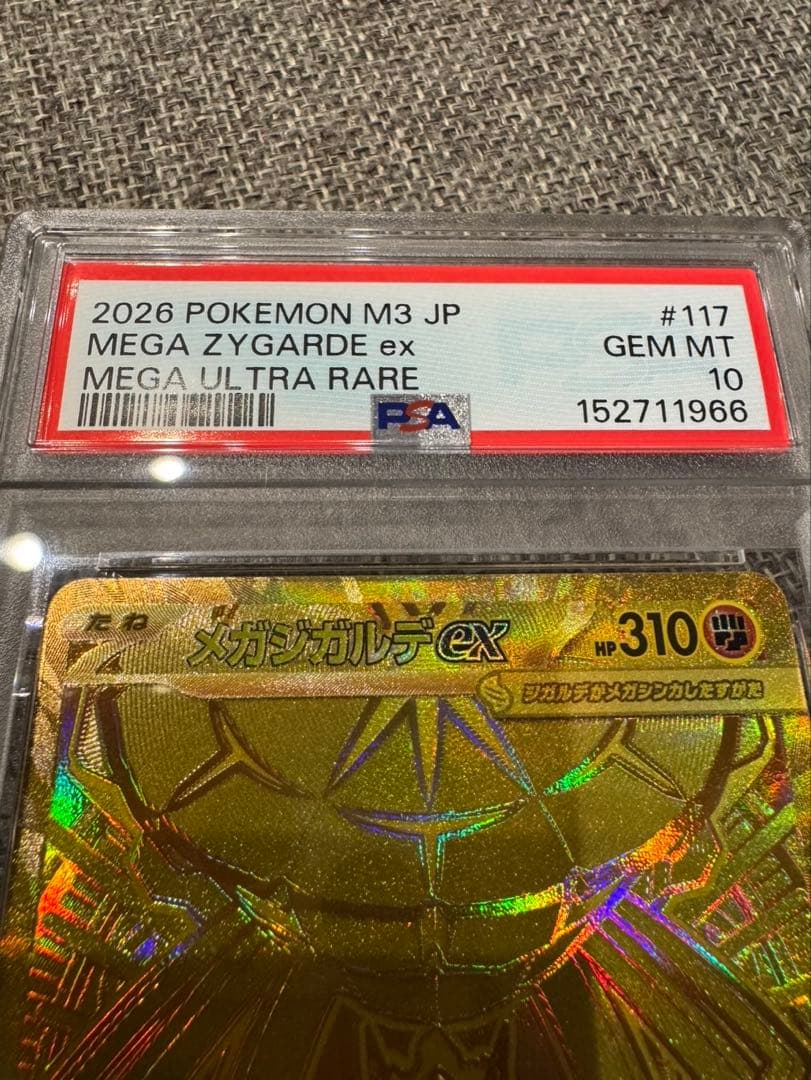 2026 POKEMON M3 JP #117
MEGA ZYGARDE ex GEM MT
MEGA ULTRA RARE 10
PSA 152711966
たね メガジガルデex HP310
ジガルデがメガシンカしたすがた